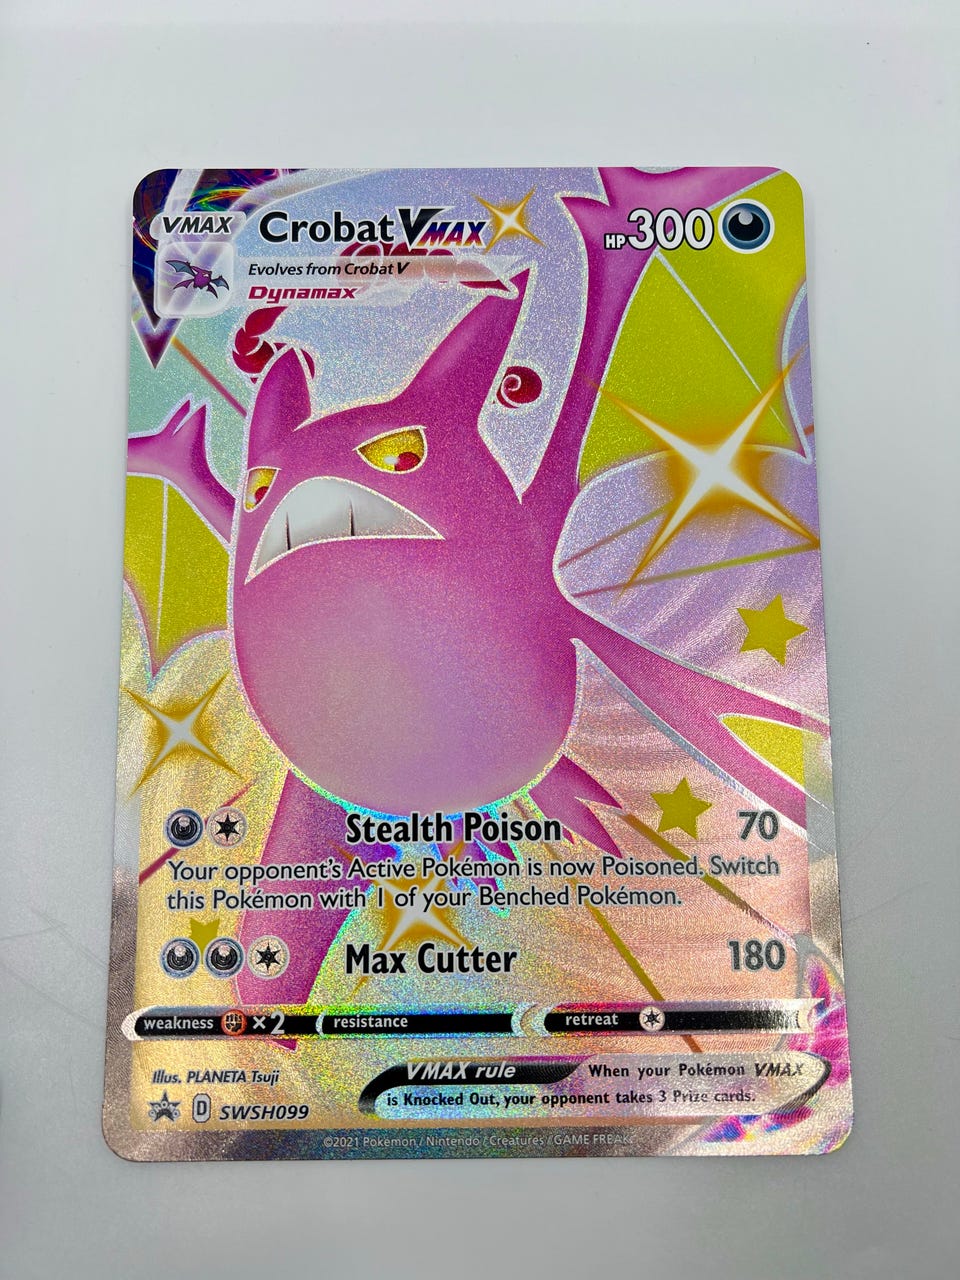 VMAX Crobat VMAX HP 300
Evolves from Crobat V
Dynamax
Stealth Poison 70
Your opponent's Active Pokémon is now Poisoned. Switch
this Pokémon with 1 of your Benched Pokémon.
Max Cutter 180
weakness ×2 resistance retreat
Illus. PLANETA Tsuji
VMAX rule When your Pokémon VMAX
is Knocked Out, your opponent takes 3 Prize cards.
D SWSH099
©2021 Pokémon / Nintendo / Creatures / GAME FREAK